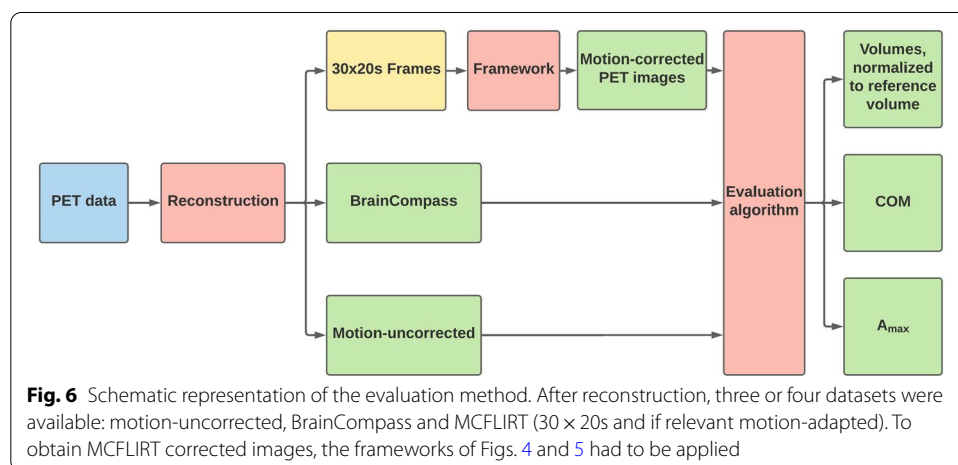 30x20s Frames
Framework
Motion-corrected
PET images
Volumes,
normalized
to reference
volume
PET data
Reconstruction
BrainCompass
Evaluation
algorithm
COM
Motion-uncorrected
Amax
Fig. 6 Schematic representation of the evaluation method. After reconstruction, three or four datasets were
available: motion-uncorrected, BrainCompass and MCFLIRT (30 × 20s and if relevant motion-adapted). To
obtain MCFLIRT corrected images, the frameworks of Figs. 4 and 5 had to be applied